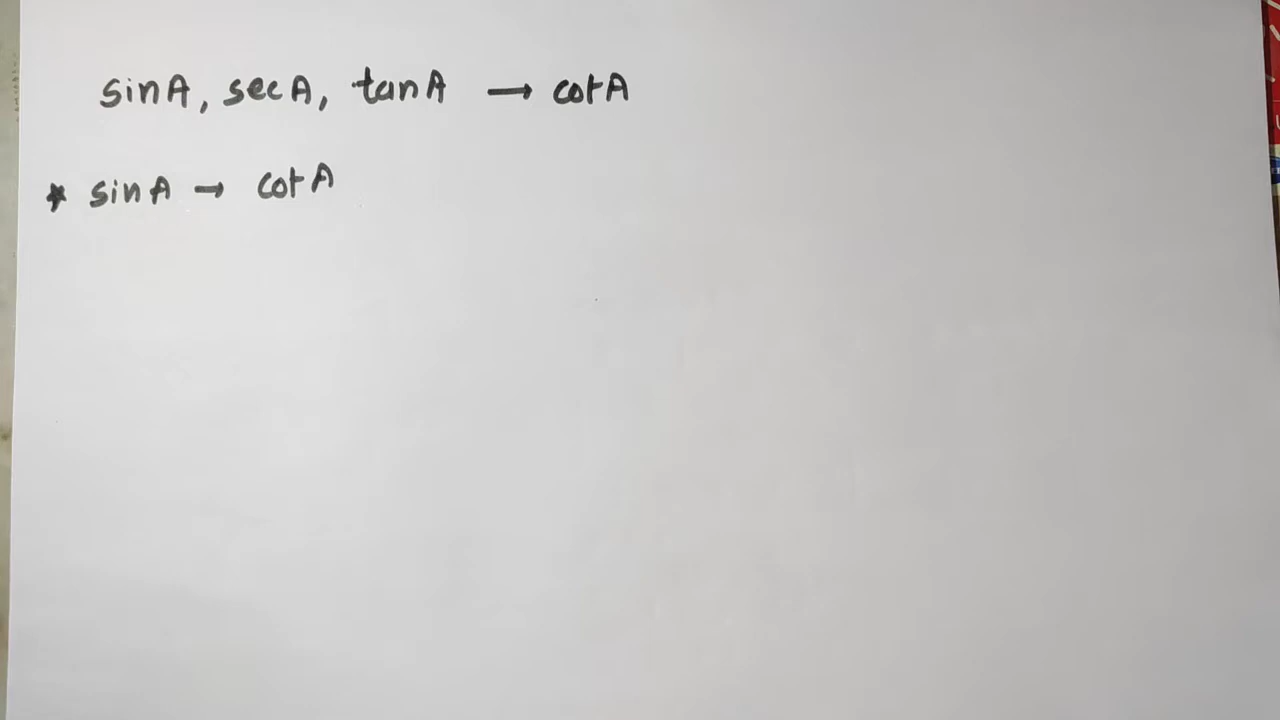 sinA, secA, tanA → cotA
* sinA → cotA